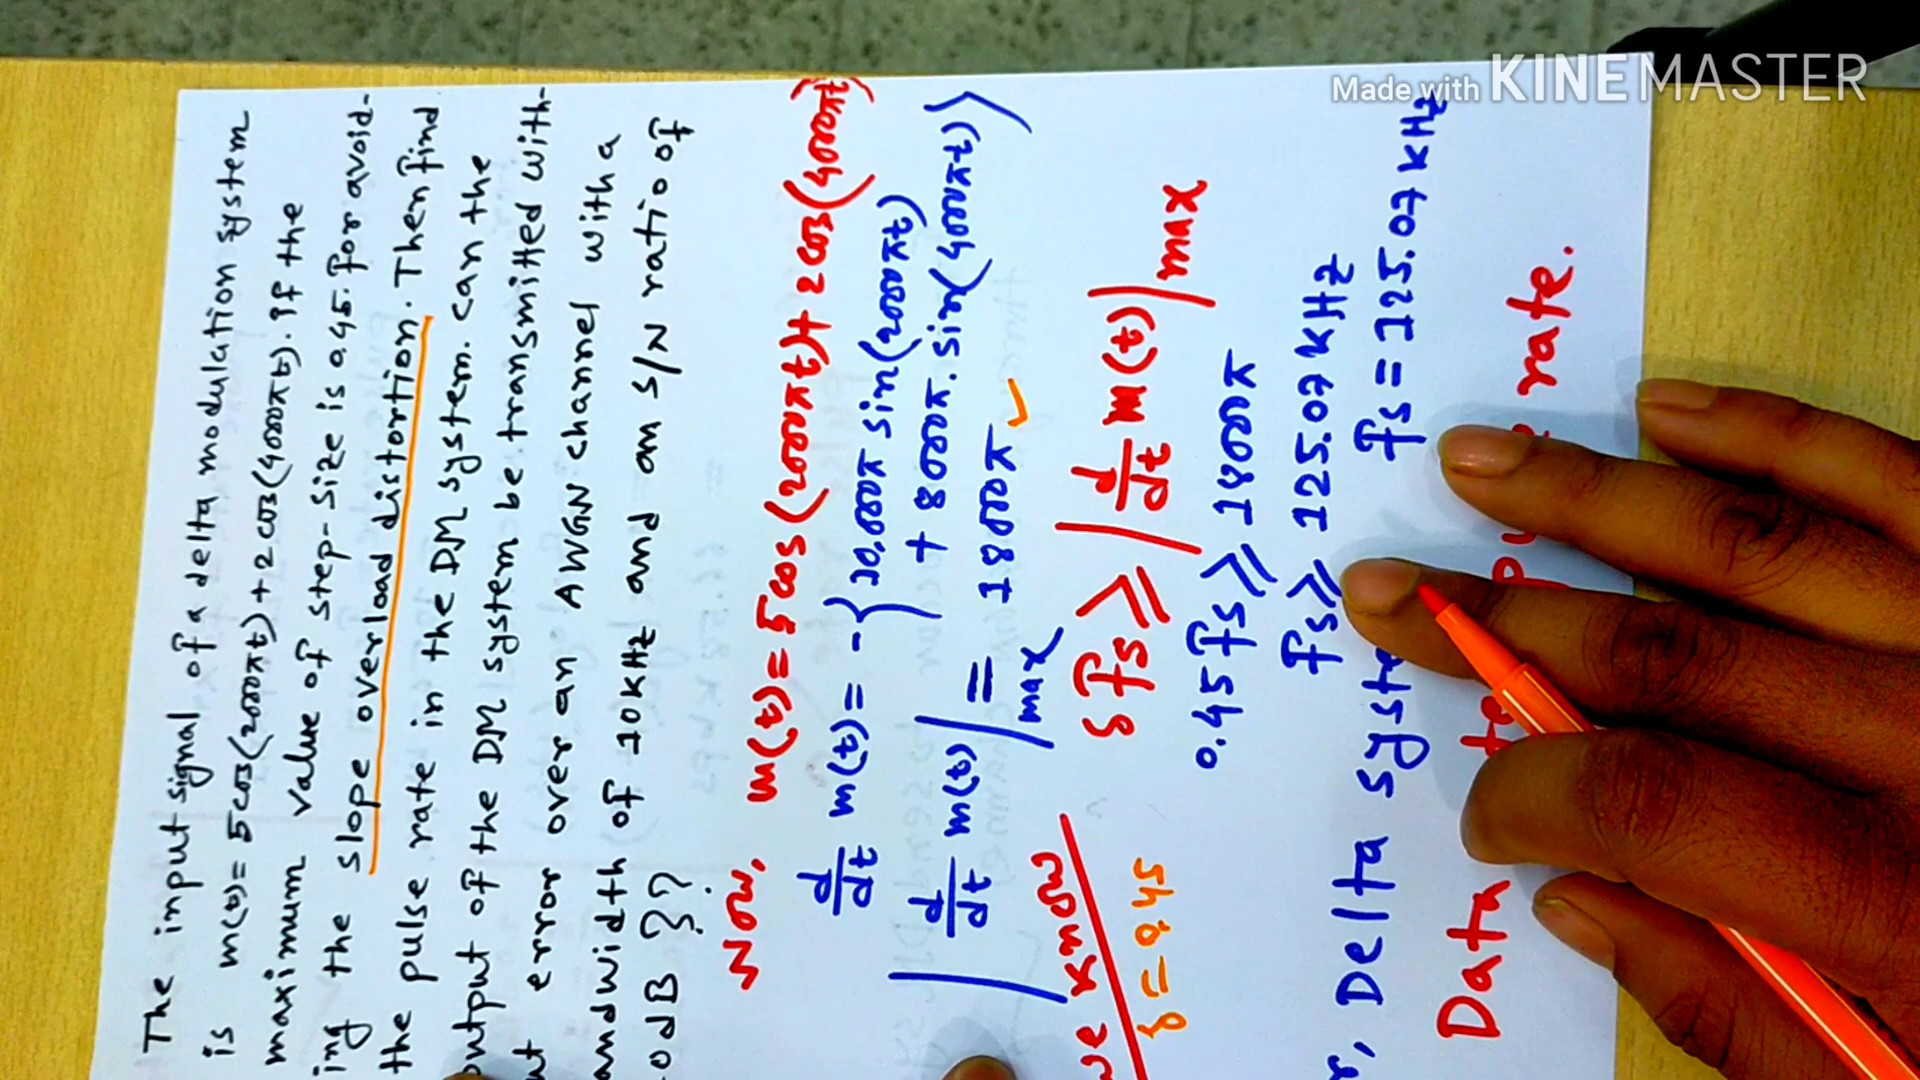 Made with KINEMASTER
The input signal of a delta modulation system
is m(t) = 5cos(2000πt) + 2cos(4000πt). If the
maximum value of step-size is 0.45. for avoid-
ing the slope overload distortion. Then find
the pulse rate in the DM system. can the
output of the DM system be transmitted with-
ut error over an AWGN channel with a
andwidth of 10KHz and an S/N ratio of
odB ??
Now, m(t) = 5cos(2000πt) + 2cos(4000πt)
d/dt m(t) = -{10,000π sin(2000πt)
+ 8000π. sin(4000πt)}
|d/dt m(t)|max = 18000π ✓
we know
δfs ≥ |d/dt m(t)|max
δ = 0.45
0.45fs ≥ 18000π
fs ≥ 125.07 KHz
r, Delta syste fs = 125.07 KHz
Data rate.